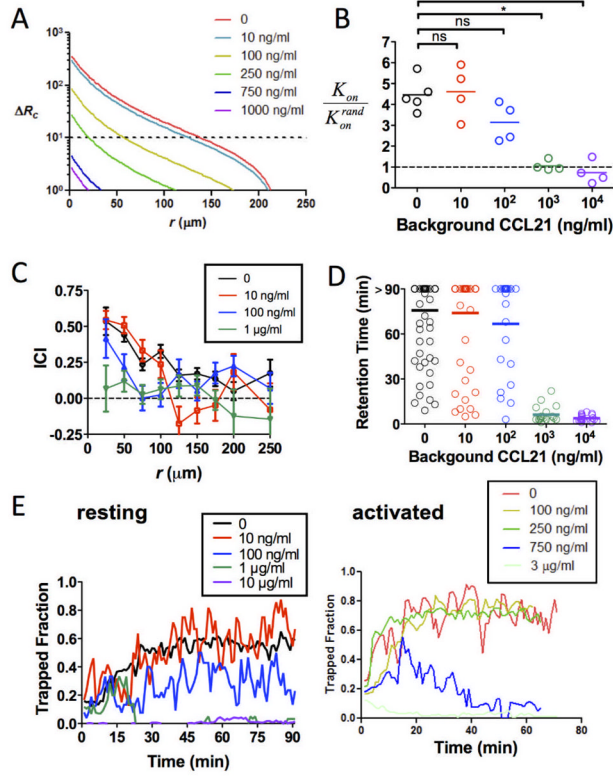 A
0
10 ng/ml
100 ng/ml
250 ng/ml
750 ng/ml
1000 ng/ml
10³
10²
10¹
10⁰
ΔRc
0 50 100 150 200 250
r (μm)
B
*
ns
ns
7
6
5
4
3
2
1
0
Kon
Kon rand
0 10 10² 10³ 10⁴
Background CCL21 (ng/ml)
C
0
10 ng/ml
100 ng/ml
1 μg/ml
0.75
0.50
0.25
0.00
-0.25
ICI
0 50 100 150 200 250
r (μm)
D
> 90
60
30
0
Retention Time (min)
0 10 10² 10³ 10⁴
Backgound CCL21 (ng/ml)
E
resting
0
10 ng/ml
100 ng/ml
1 μg/ml
10 μg/ml
1.0
0.8
0.6
0.4
0.2
0.0
Trapped Fraction
0 15 30 45 60 75 90
Time (min)
activated
0
100 ng/ml
250 ng/ml
750 ng/ml
3 μg/ml
1.0
0.8
0.6
0.4
0.2
0.0
Trapped Fraction
0 10 20 30 40 50 60 70 80
Time (min)